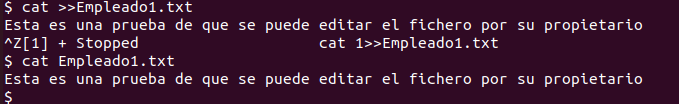 $ cat >>Empleado1.txt
Esta es una prueba de que se puede editar el fichero por su propietario
^Z[1] + Stopped                    cat 1>>Empleado1.txt
$ cat Empleado1.txt
Esta es una prueba de que se puede editar el fichero por su propietario
$